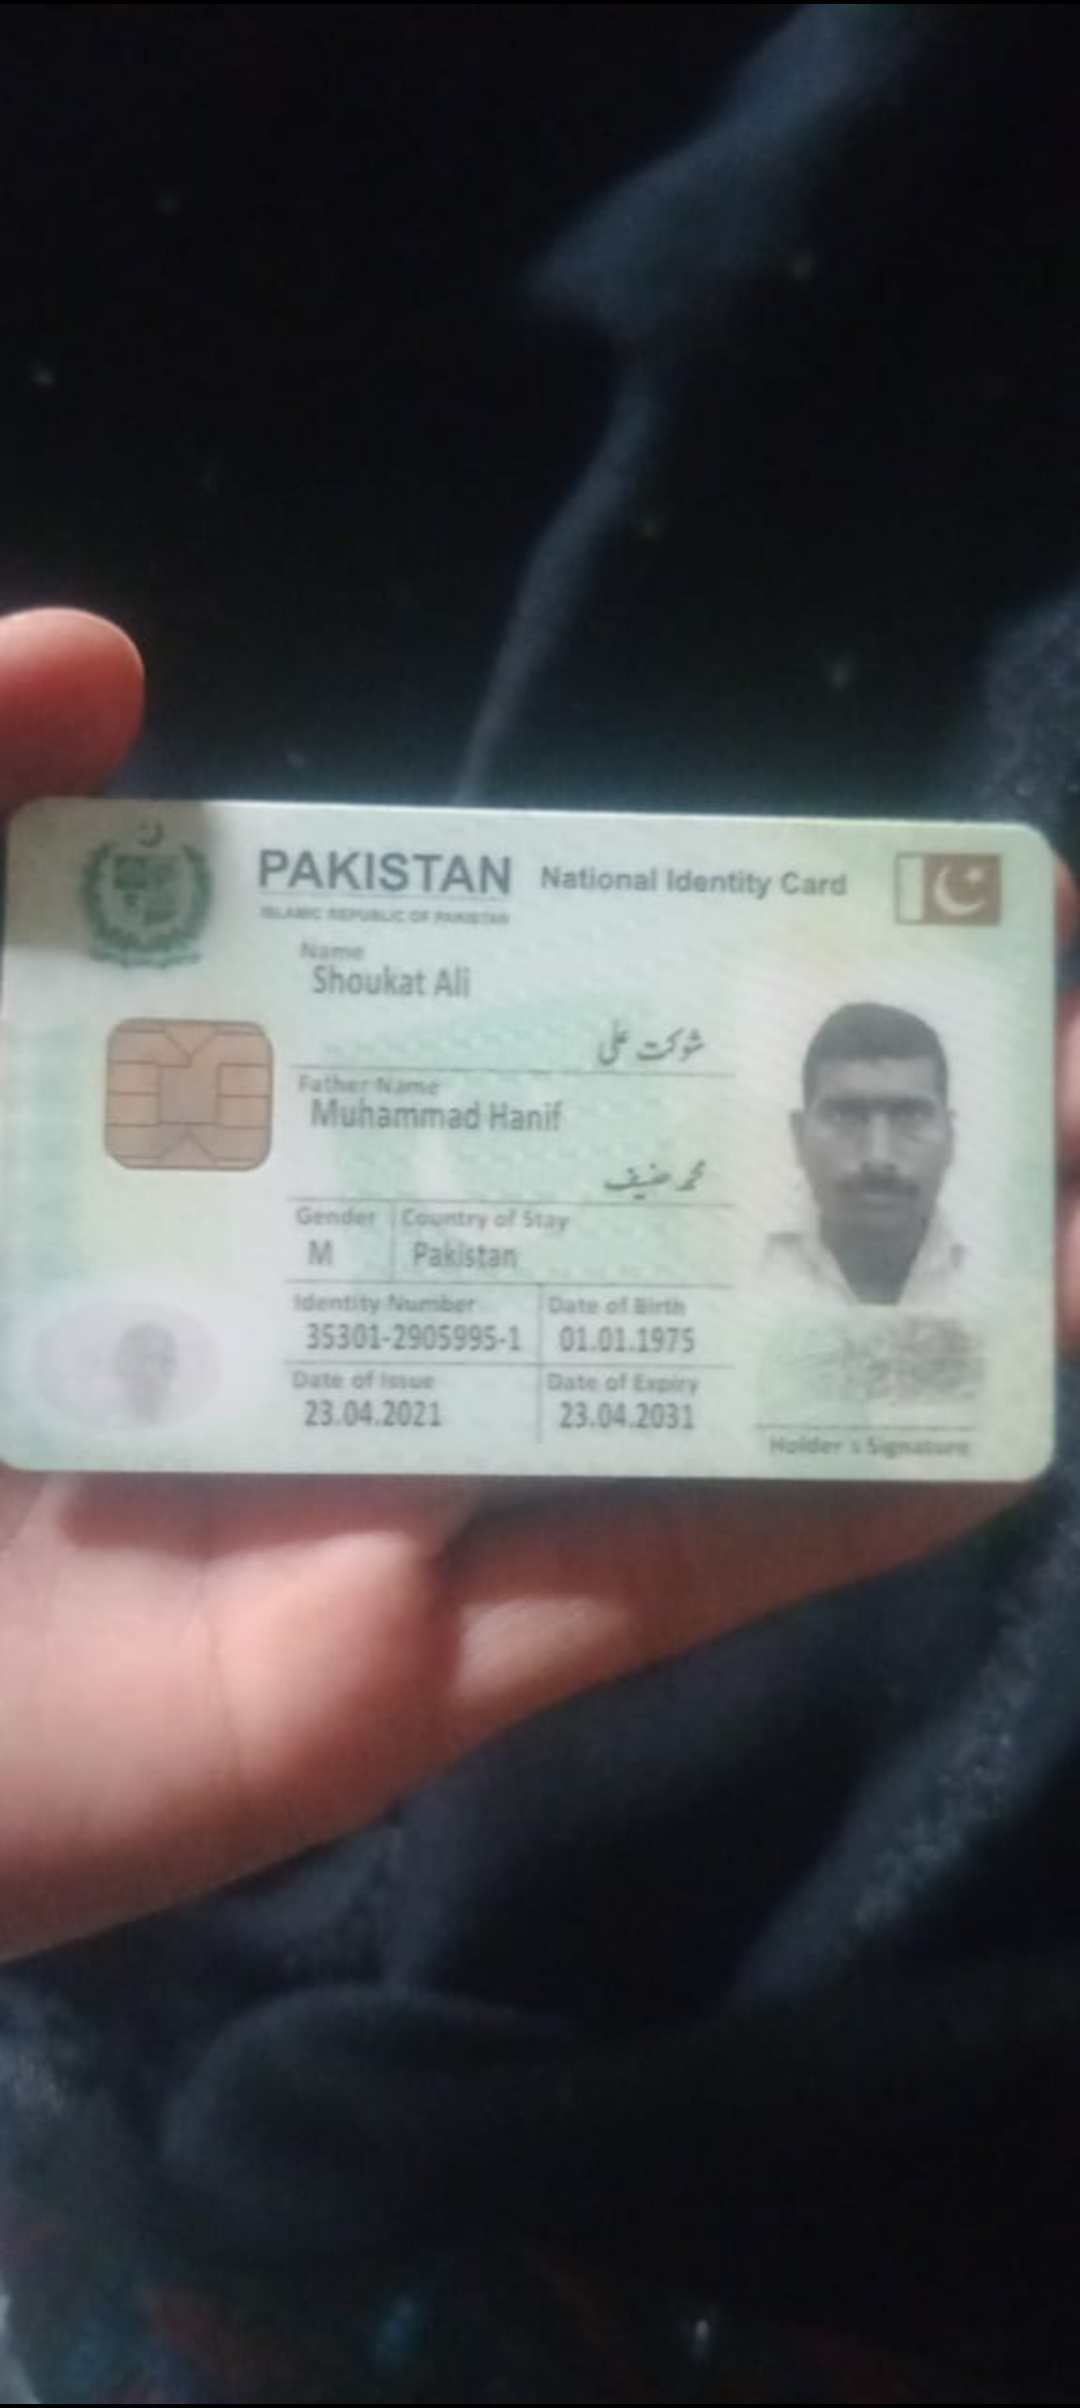 PAKISTAN National Identity Card
ISLAMIC REPUBLIC OF PAKISTAN
Name
Shoukat Ali
شوکت علی
Father Name
Muhammad Hanif
محمد حنیف
Gender Country of Stay
M Pakistan
Identity Number Date of Birth
35301-2905995-1 01.01.1975
Date of Issue Date of Expiry
23.04.2021 23.04.2031
Holder's Signature